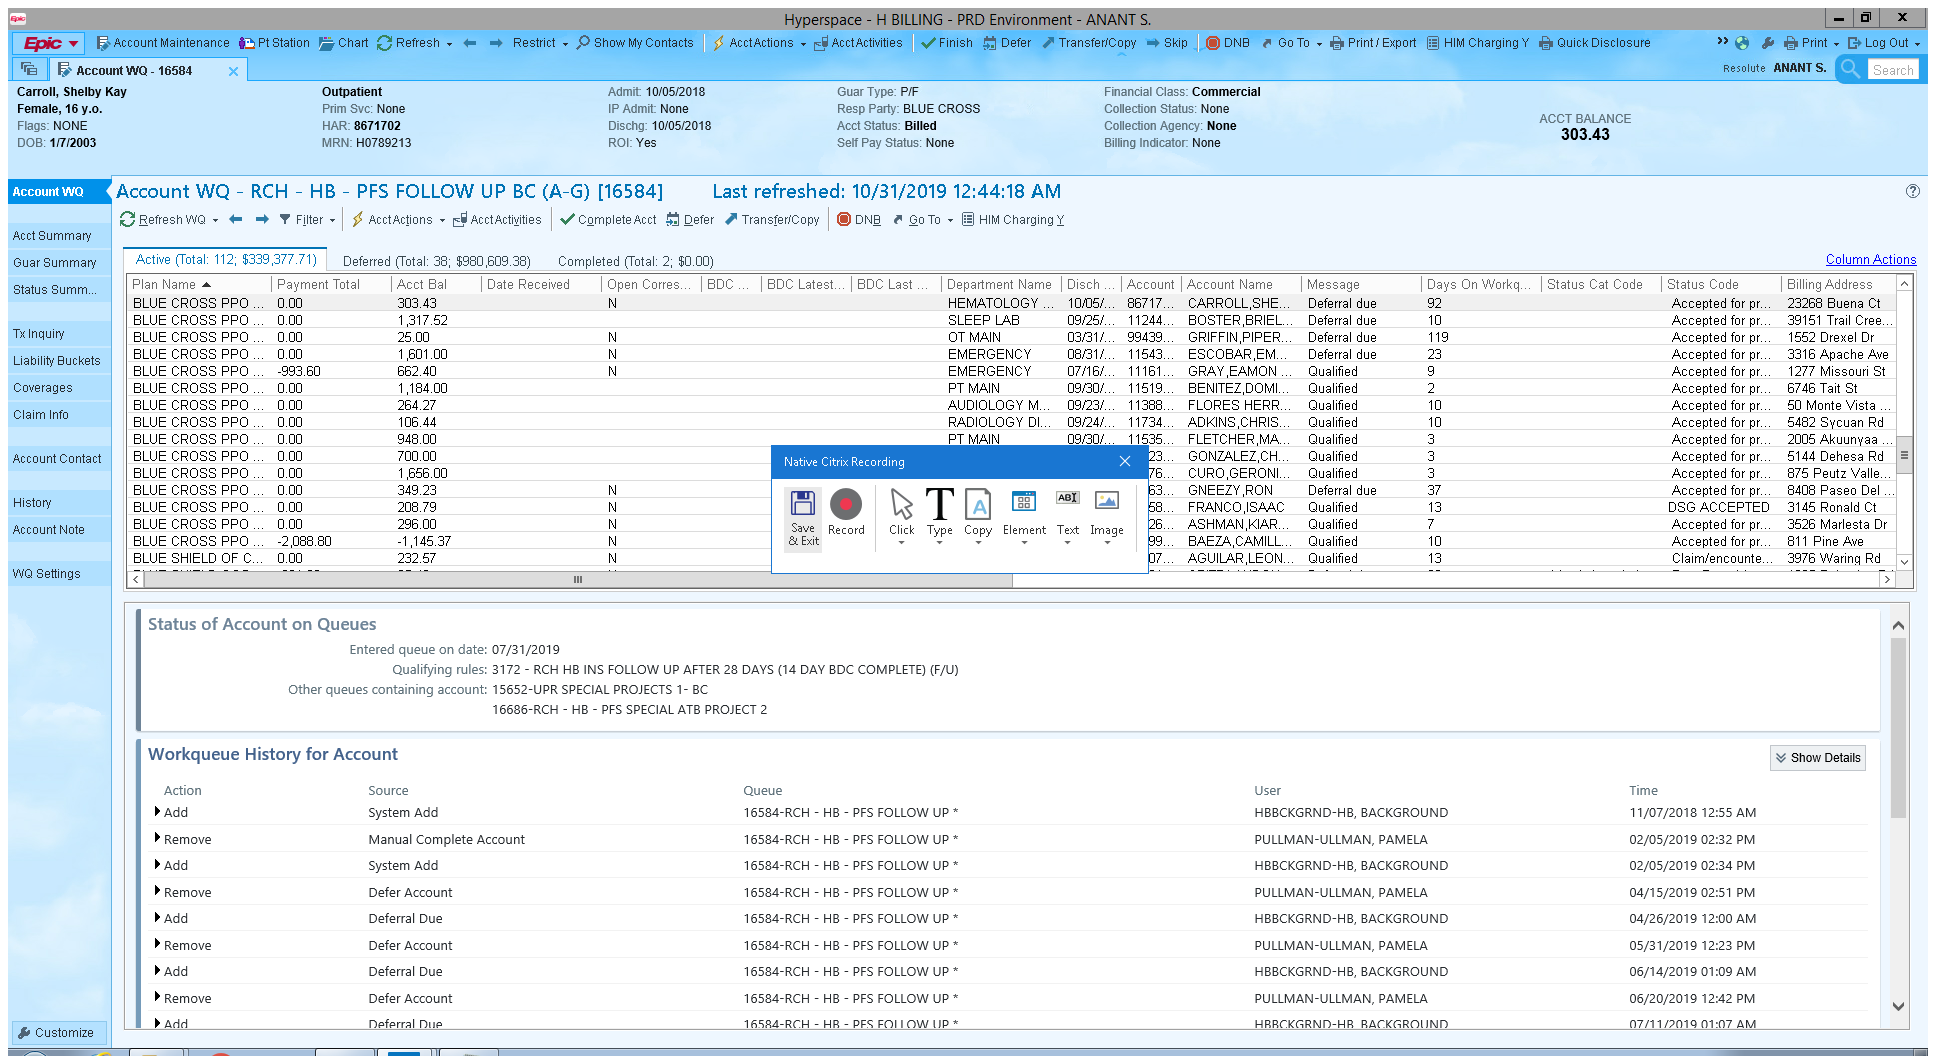 Epic
Hyperspace - H BILLING - PRD Environment - ANANT S.
Epic Account Maintenance Pt Station Chart Refresh Restrict Show My Contacts AcctActions AcctActivities Finish Defer Transfer/Copy Skip DNB Go To Print / Export HIM Charging Y Quick Disclosure Print Log Out
Account WQ - 16584
Resolute ANANT S. Search
Carroll, Shelby Kay Outpatient Admit: 10/05/2018 Guar Type: P/F Financial Class: Commercial
Female, 16 y.o. Prim Svc: None IP Admit: None Resp Party: BLUE CROSS Collection Status: None
Flags: NONE HAR: 8671702 Dischg: 10/05/2018 Acct Status: Billed Collection Agency: None
DOB: 1/7/2003 MRN: H0789213 ROI: Yes Self Pay Status: None Billing Indicator: None
ACCT BALANCE
303.43
Account WQ
Acct Summary
Guar Summary
Status Summ...
Tx Inquiry
Liability Buckets
Coverages
Claim Info
Account Contact
History
Account Note
WQ Settings
Customize
Account WQ - RCH - HB - PFS FOLLOW UP BC (A-G) [16584] Last refreshed: 10/31/2019 12:44:18 AM
Refresh WQ Filter AcctActions AcctActivities Complete Acct Defer Transfer/Copy DNB Go To HIM Charging Y
Active (Total: 112; $339,377.71) Deferred (Total: 38; $980,609.38) Completed (Total: 2; $0.00) Column Actions
Plan Name Payment Total Acct Bal Date Received Open Corres... BDC ... BDC Latest... BDC Last ... Department Name Disch ... Account Account Name Message Days On Workq... Status Cat Code Status Code Billing Address
BLUE CROSS PPO ... 0.00 303.43 N HEMATOLOGY ... 10/05/... 86717... CARROLL,SHE... Deferral due 92 Accepted for pr... 23268 Buena Ct
BLUE CROSS PPO ... 0.00 1,317.52 SLEEP LAB 09/25/... 11244... BOSTER,BRIEL... Deferral due 10 Accepted for pr... 39151 Trail Cree...
BLUE CROSS PPO ... 0.00 25.00 N OT MAIN 03/31/... 99439... GRIFFIN,PIPER... Deferral due 119 Accepted for pr... 1552 Drexel Dr
BLUE CROSS PPO ... 0.00 1,601.00 N EMERGENCY 08/31/... 11543... ESCOBAR,EM... Deferral due 23 Accepted for pr... 3316 Apache Ave
BLUE CROSS PPO ... -993.60 662.40 N EMERGENCY 07/16/... 11161... GRAY,EAMON ... Qualified 9 Accepted for pr... 1277 Missouri St
BLUE CROSS PPO ... 0.00 1,184.00 PT MAIN 09/30/... 11519... BENITEZ,DOMI... Qualified 2 Accepted for pr... 6746 Tait St
BLUE CROSS PPO ... 0.00 264.27 AUDIOLOGY M... 09/23/... 11388... FLORES HERR... Qualified 10 Accepted for pr... 50 Monte Vista ...
BLUE CROSS PPO ... 0.00 106.44 RADIOLOGY DI... 09/24/... 11734... ADKINS,CHRIS... Qualified 10 Accepted for pr... 5482 Sycuan Rd
BLUE CROSS PPO ... 0.00 948.00 PT MAIN 09/30/... 11535... FLETCHER,MA... Qualified 3 Accepted for pr... 2005 Akuunyaa ...
BLUE CROSS PPO ... 0.00 700.00 23... GONZALEZ,CH... Qualified 3 Accepted for pr... 5144 Dehesa Rd
BLUE CROSS PPO ... 0.00 1,656.00 76... CURO,GERONI... Qualified 3 Accepted for pr... 875 Peutz Valle...
BLUE CROSS PPO ... 0.00 349.23 N 63... GNEEZY,RON Deferral due 37 Accepted for pr... 8408 Paseo Del ...
BLUE CROSS PPO ... 0.00 208.79 N 58... FRANCO,ISAAC Qualified 13 DSG ACCEPTED 3145 Ronald Ct
BLUE CROSS PPO ... 0.00 296.00 N 26... ASHMAN,KIAR... Qualified 7 Accepted for pr... 3526 Marlesta Dr
BLUE CROSS PPO ... -2,088.80 -1,145.37 N 99... BAEZA,CAMILL... Qualified 10 Accepted for pr... 811 Pine Ave
BLUE SHIELD OF C... 0.00 232.57 N 07... AGUILAR,LEON... Qualified 13 Claim/encounte... 3976 Waring Rd
Native Citrix Recording
Save & Exit Record Click Type Copy Element Text Image
Status of Account on Queues
Entered queue on date: 07/31/2019
Qualifying rules: 3172 - RCH HB INS FOLLOW UP AFTER 28 DAYS (14 DAY BDC COMPLETE) (F/U)
Other queues containing account: 15652-UPR SPECIAL PROJECTS 1- BC
16686-RCH - HB - PFS SPECIAL ATB PROJECT 2
Workqueue History for Account Show Details
Action Source Queue User Time
Add System Add 16584-RCH - HB - PFS FOLLOW UP * HBBCKGRND-HB, BACKGROUND 11/07/2018 12:55 AM
Remove Manual Complete Account 16584-RCH - HB - PFS FOLLOW UP * PULLMAN-ULLMAN, PAMELA 02/05/2019 02:32 PM
Add System Add 16584-RCH - HB - PFS FOLLOW UP * HBBCKGRND-HB, BACKGROUND 02/05/2019 02:34 PM
Remove Defer Account 16584-RCH - HB - PFS FOLLOW UP * PULLMAN-ULLMAN, PAMELA 04/15/2019 02:51 PM
Add Deferral Due 16584-RCH - HB - PFS FOLLOW UP * HBBCKGRND-HB, BACKGROUND 04/26/2019 12:00 AM
Remove Defer Account 16584-RCH - HB - PFS FOLLOW UP * PULLMAN-ULLMAN, PAMELA 05/31/2019 12:23 PM
Add Deferral Due 16584-RCH - HB - PFS FOLLOW UP * HBBCKGRND-HB, BACKGROUND 06/14/2019 01:09 AM
Remove Defer Account 16584-RCH - HB - PFS FOLLOW UP * PULLMAN-ULLMAN, PAMELA 06/20/2019 12:42 PM
Add Deferral Due 16584-RCH - HB - PFS FOLLOW UP * HBBCKGRND-HB, BACKGROUND 07/11/2019 01:07 AM